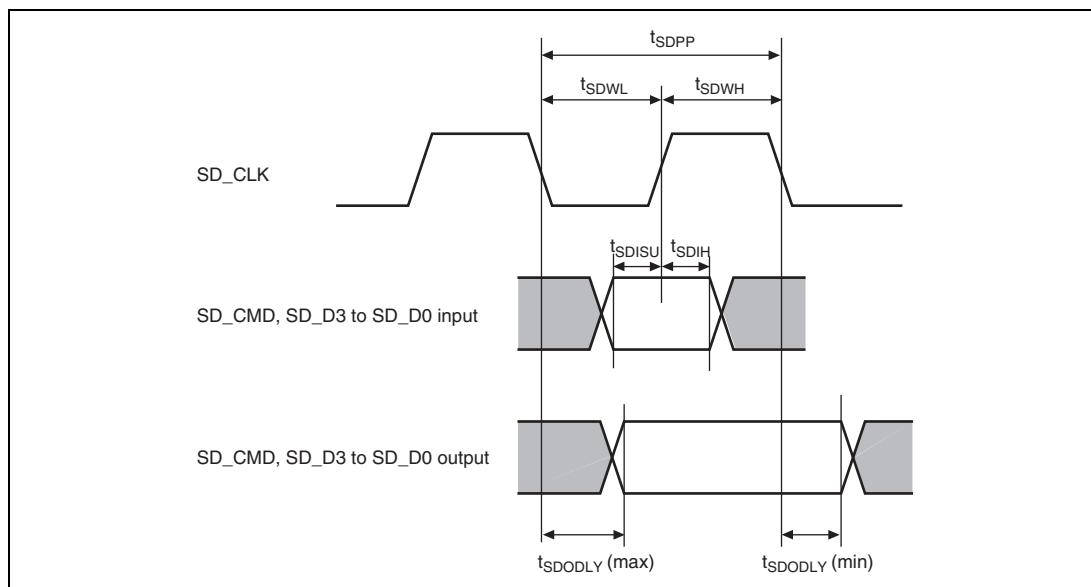 tSDPP
tSDWL tSDWH
SD_CLK
tSDISU tSDIH
SD_CMD, SD_D3 to SD_D0 input
SD_CMD, SD_D3 to SD_D0 output
tSDODLY (max) tSDODLY (min)